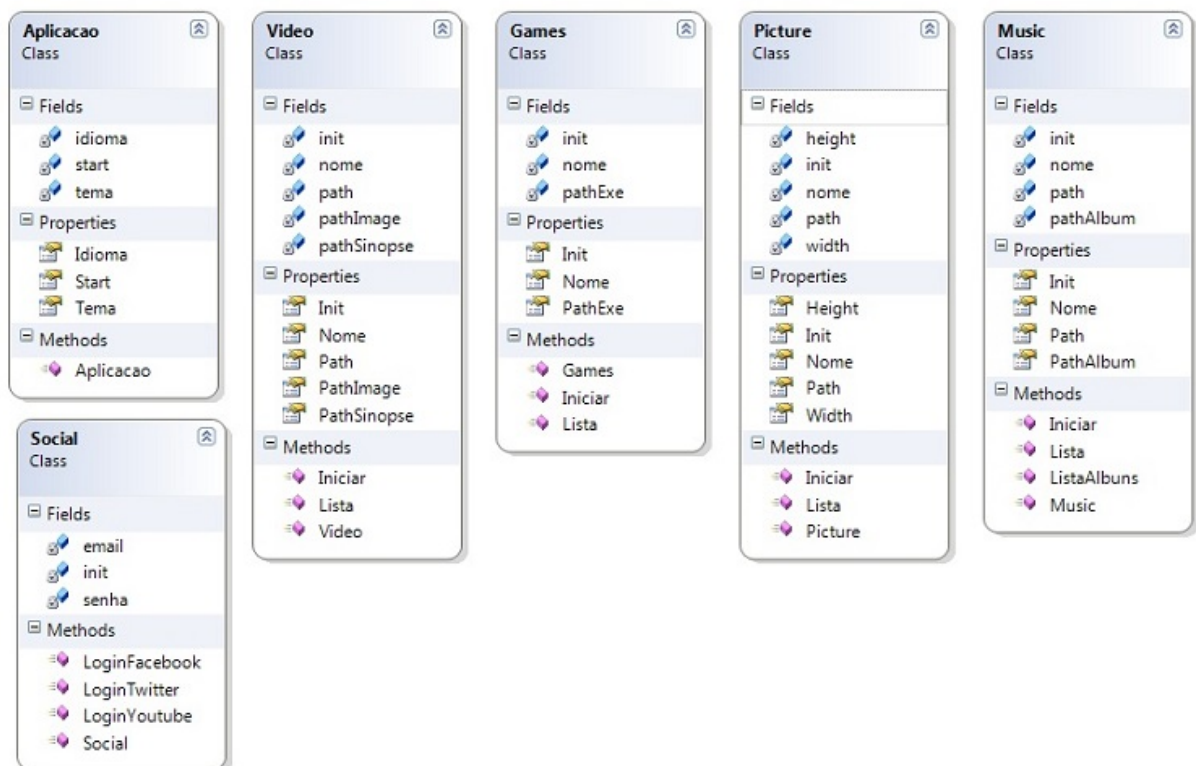 Aplicacao
Class
Fields
idioma
start
tema
Properties
Idioma
Start
Tema
Methods
Aplicacao
Video
Class
Fields
init
nome
path
pathImage
pathSinopse
Properties
Init
Nome
Path
PathImage
PathSinopse
Methods
Iniciar
Lista
Video
Games
Class
Fields
init
nome
pathExe
Properties
Init
Nome
PathExe
Methods
Games
Iniciar
Lista
Picture
Class
Fields
height
init
nome
path
width
Properties
Height
Init
Nome
Path
Width
Methods
Iniciar
Lista
Picture
Music
Class
Fields
init
nome
path
pathAlbum
Properties
Init
Nome
Path
PathAlbum
Methods
Iniciar
Lista
ListaAlbuns
Music
Social
Class
Fields
email
init
senha
Methods
LoginFacebook
LoginTwitter
LoginYoutube
Social